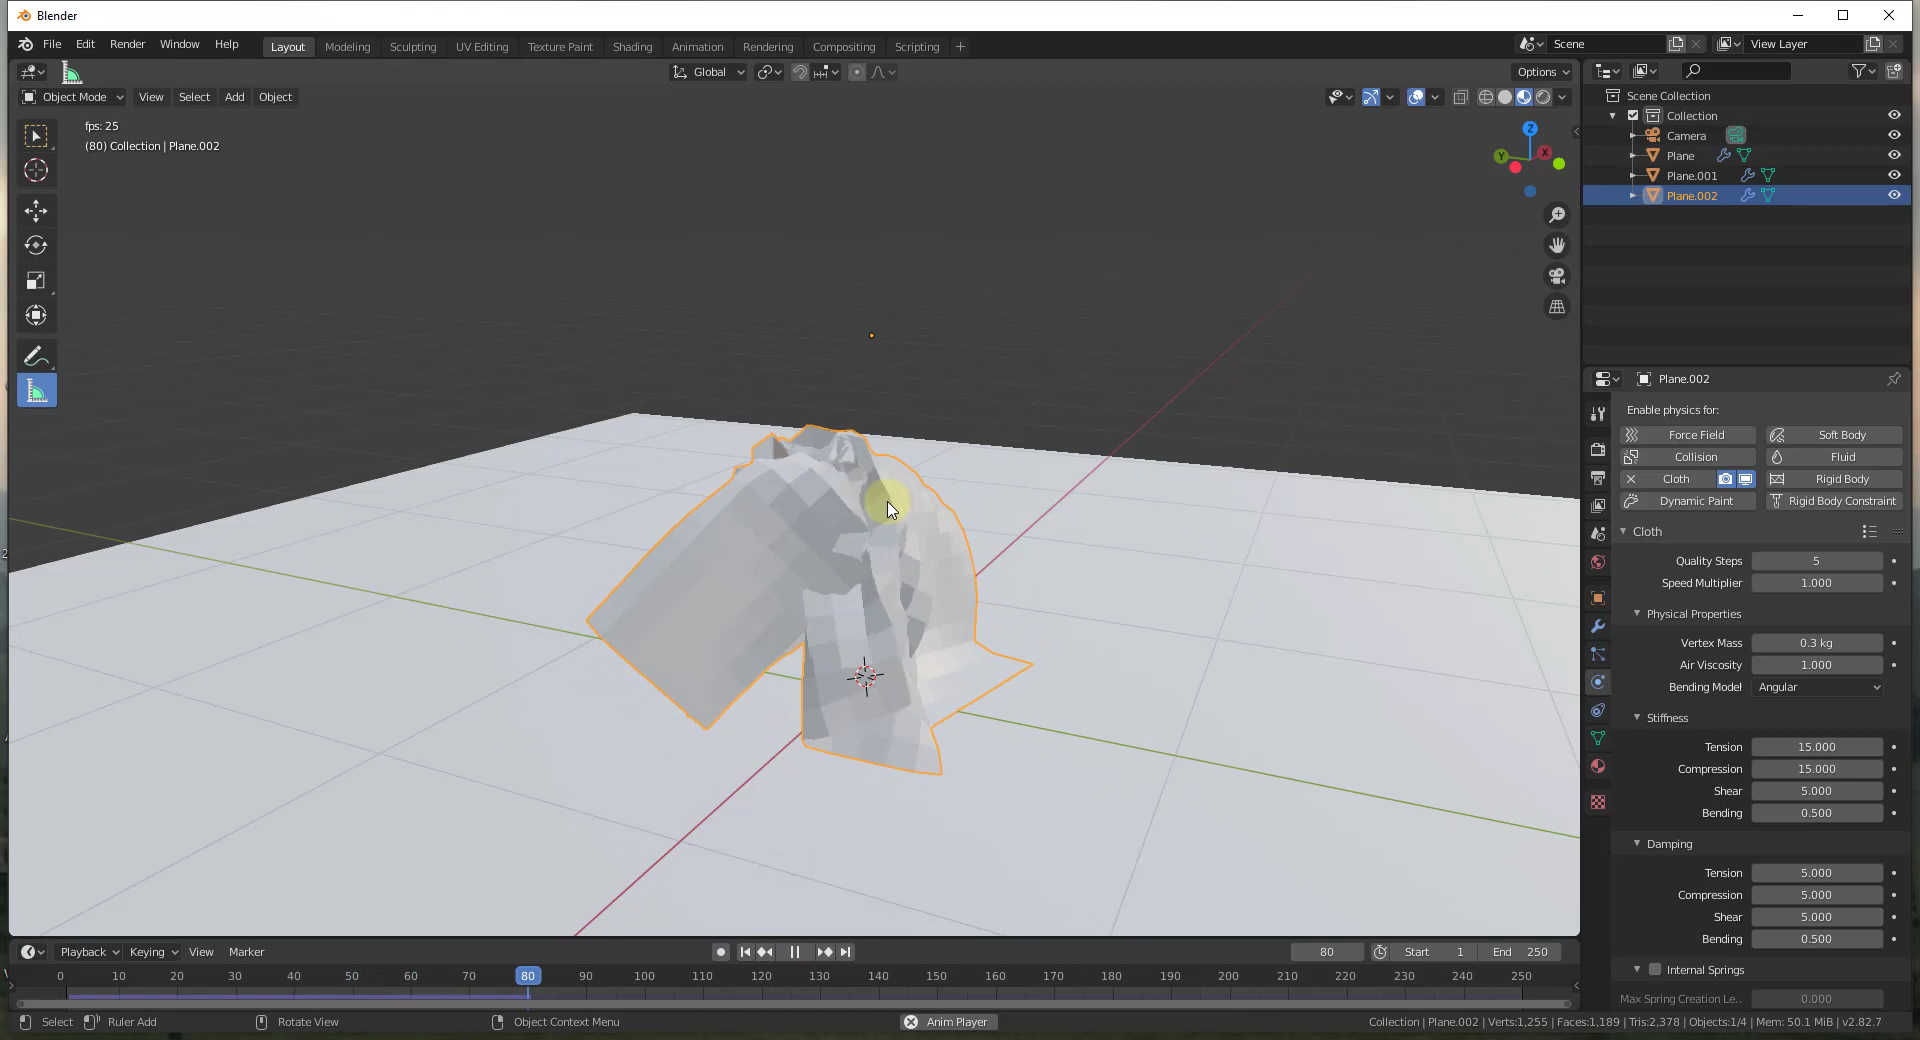 Blender
File Edit Render Window Help Layout Modeling Sculpting UV Editing Texture Paint Shading Animation Rendering Compositing Scripting + Scene View Layer
Global Options
Object Mode View Select Add Object
fps: 25
(80) Collection | Plane.002
Z
Y X
Scene Collection
Collection
Camera
Plane
Plane.001
Plane.002
Plane.002
Enable physics for:
Force Field Soft Body
Collision Fluid
Cloth Rigid Body
Dynamic Paint Rigid Body Constraint
Cloth
Quality Steps 5
Speed Multiplier 1.000
Physical Properties
Vertex Mass 0.3 kg
Air Viscosity 1.000
Bending Model Angular
Stiffness
Tension 15.000
Compression 15.000
Shear 5.000
Bending 0.500
Damping
Tension 5.000
Compression 5.000
Shear 5.000
Bending 0.500
Internal Springs
Max Spring Creation Le.. 0.000
Playback Keying View Marker 80 Start 1 End 250
0 10 20 30 40 50 60 70 80 90 100 110 120 130 140 150 160 170 180 190 200 210 220 230 240 250
Select Ruler Add Rotate View Object Context Menu Anim Player Collection | Plane.002 | Verts:1,255 | Faces:1,189 | Tris:2,378 | Objects:1/4 | Mem: 50.1 MiB | v2.82.7